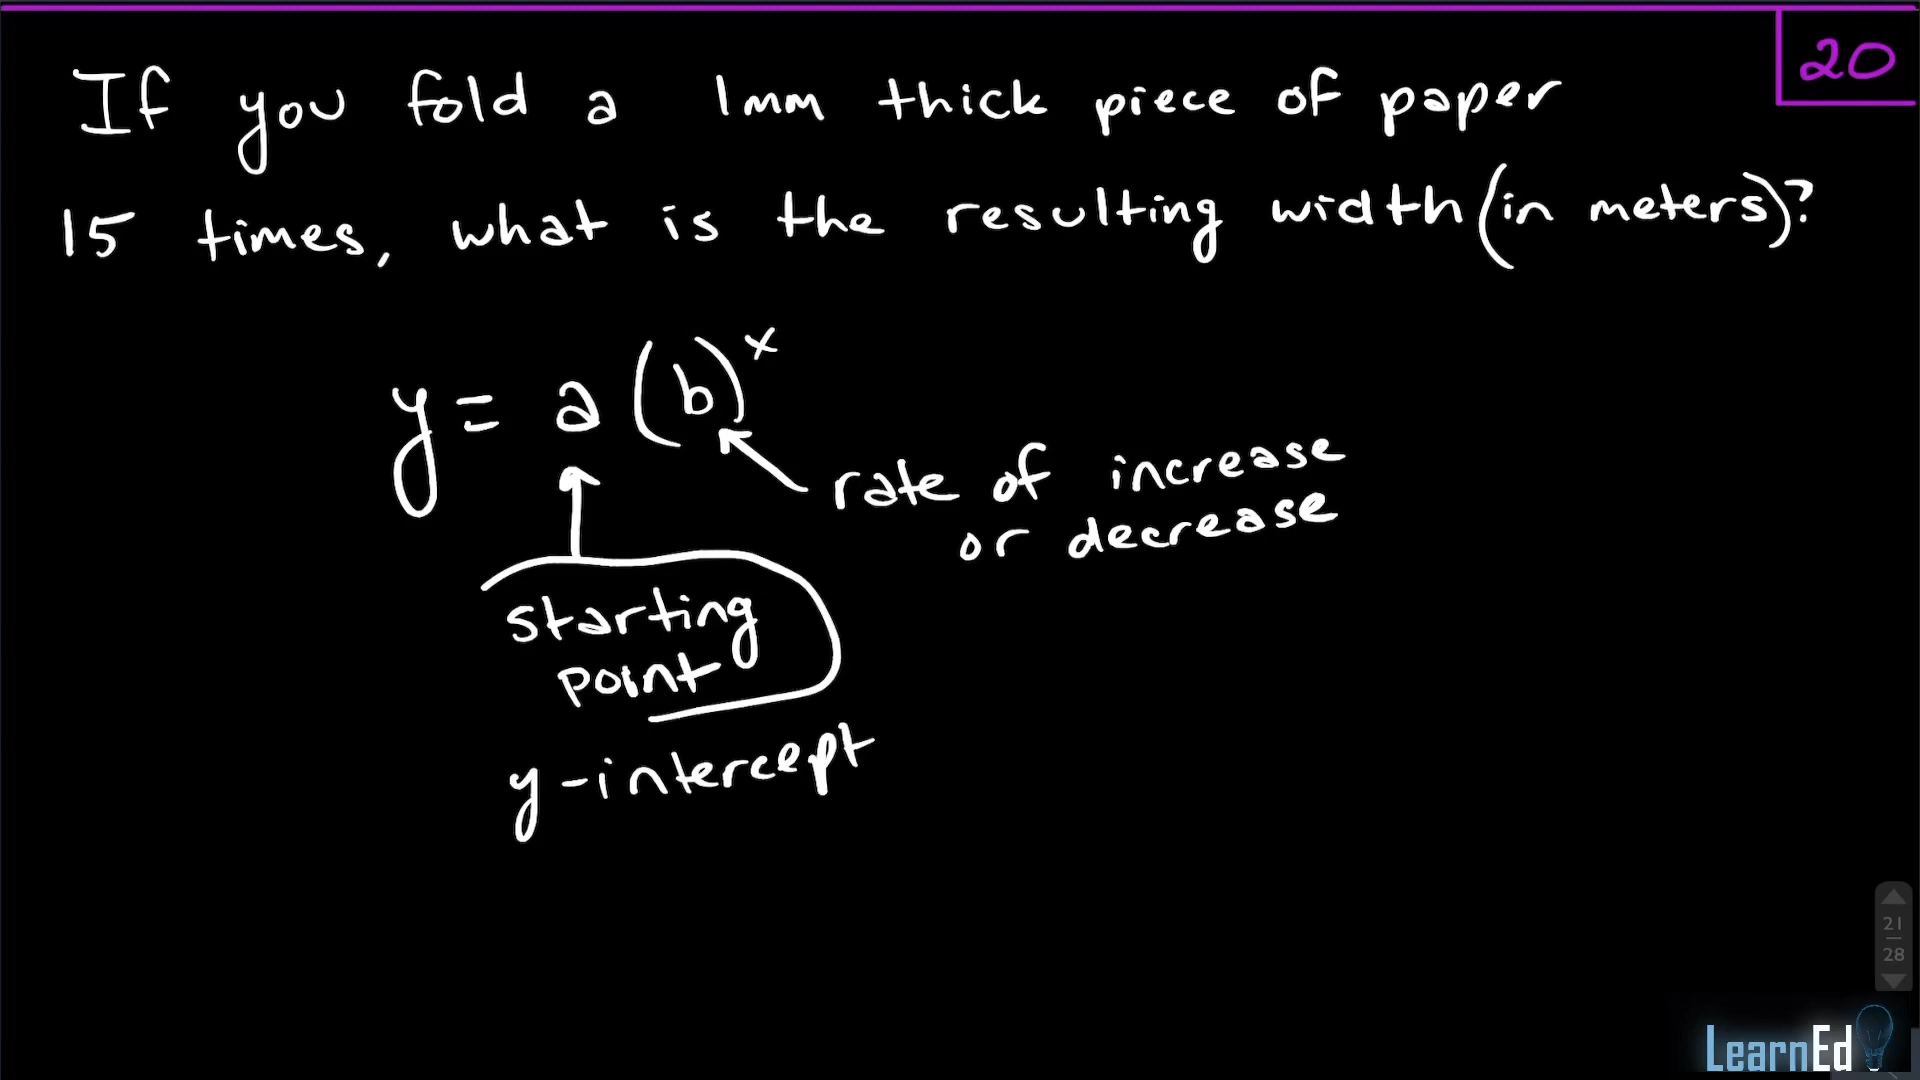 20
If you fold a 1mm thick piece of paper
15 times, what is the resulting width (in meters)?
y = a (b)^x
rate of increase
or decrease
starting
point
y-intercept
21
28
LearnEd